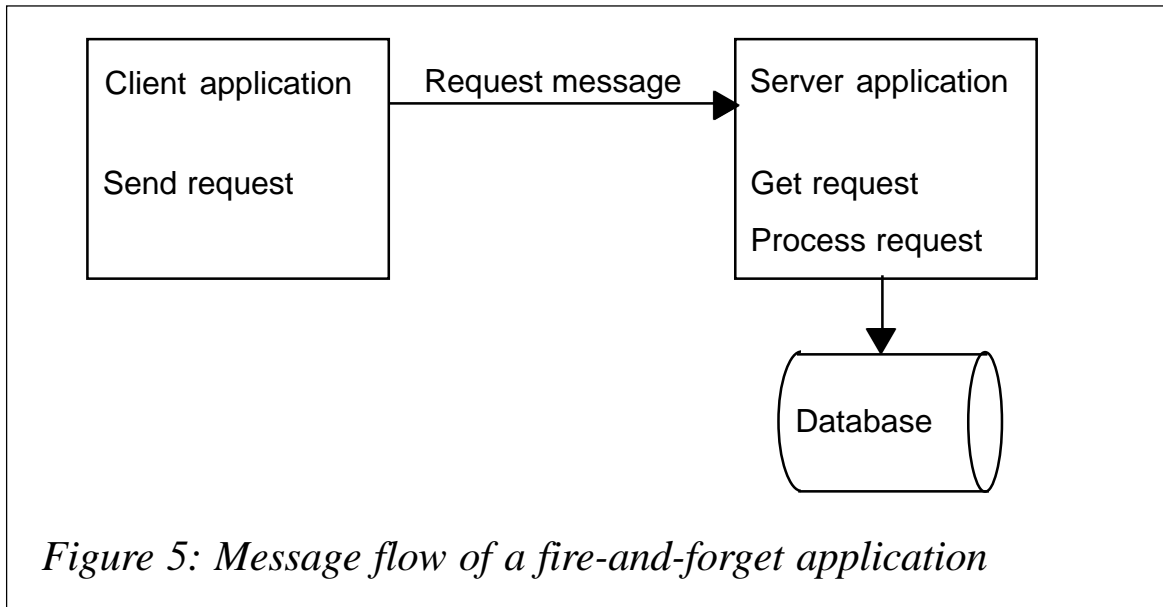 Client application
Send request
Request message
Server application
Get request
Process request
Database
Figure 5: Message flow of a fire-and-forget application